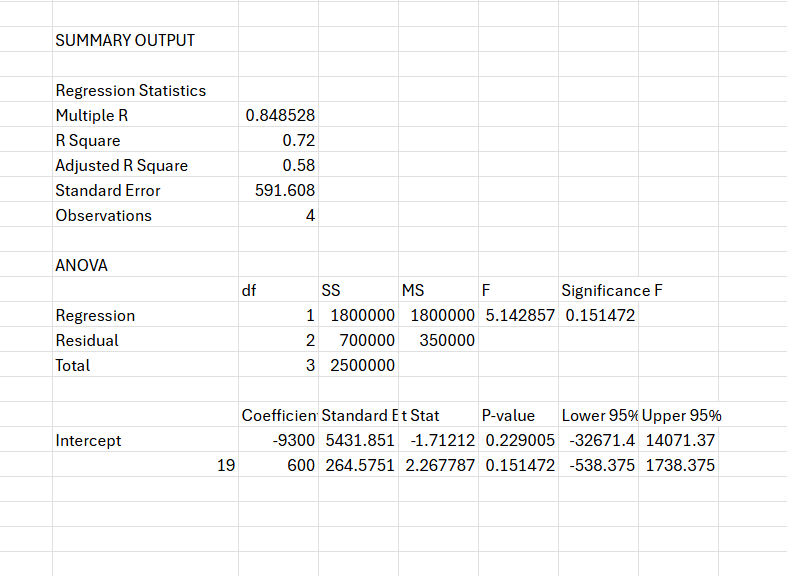 SUMMARY OUTPUT
Regression Statistics
Multiple R 0.848528
R Square 0.72
Adjusted R Square 0.58
Standard Error 591.608
Observations 4
ANOVA
df SS MS F Significance F
Regression 1 1800000 1800000 5.142857 0.151472
Residual 2 700000 350000
Total 3 2500000
Coefficien Standard E t Stat P-value Lower 95% Upper 95%
Intercept -9300 5431.851 -1.71212 0.229005 -32671.4 14071.37
19 600 264.5751 2.267787 0.151472 -538.375 1738.375